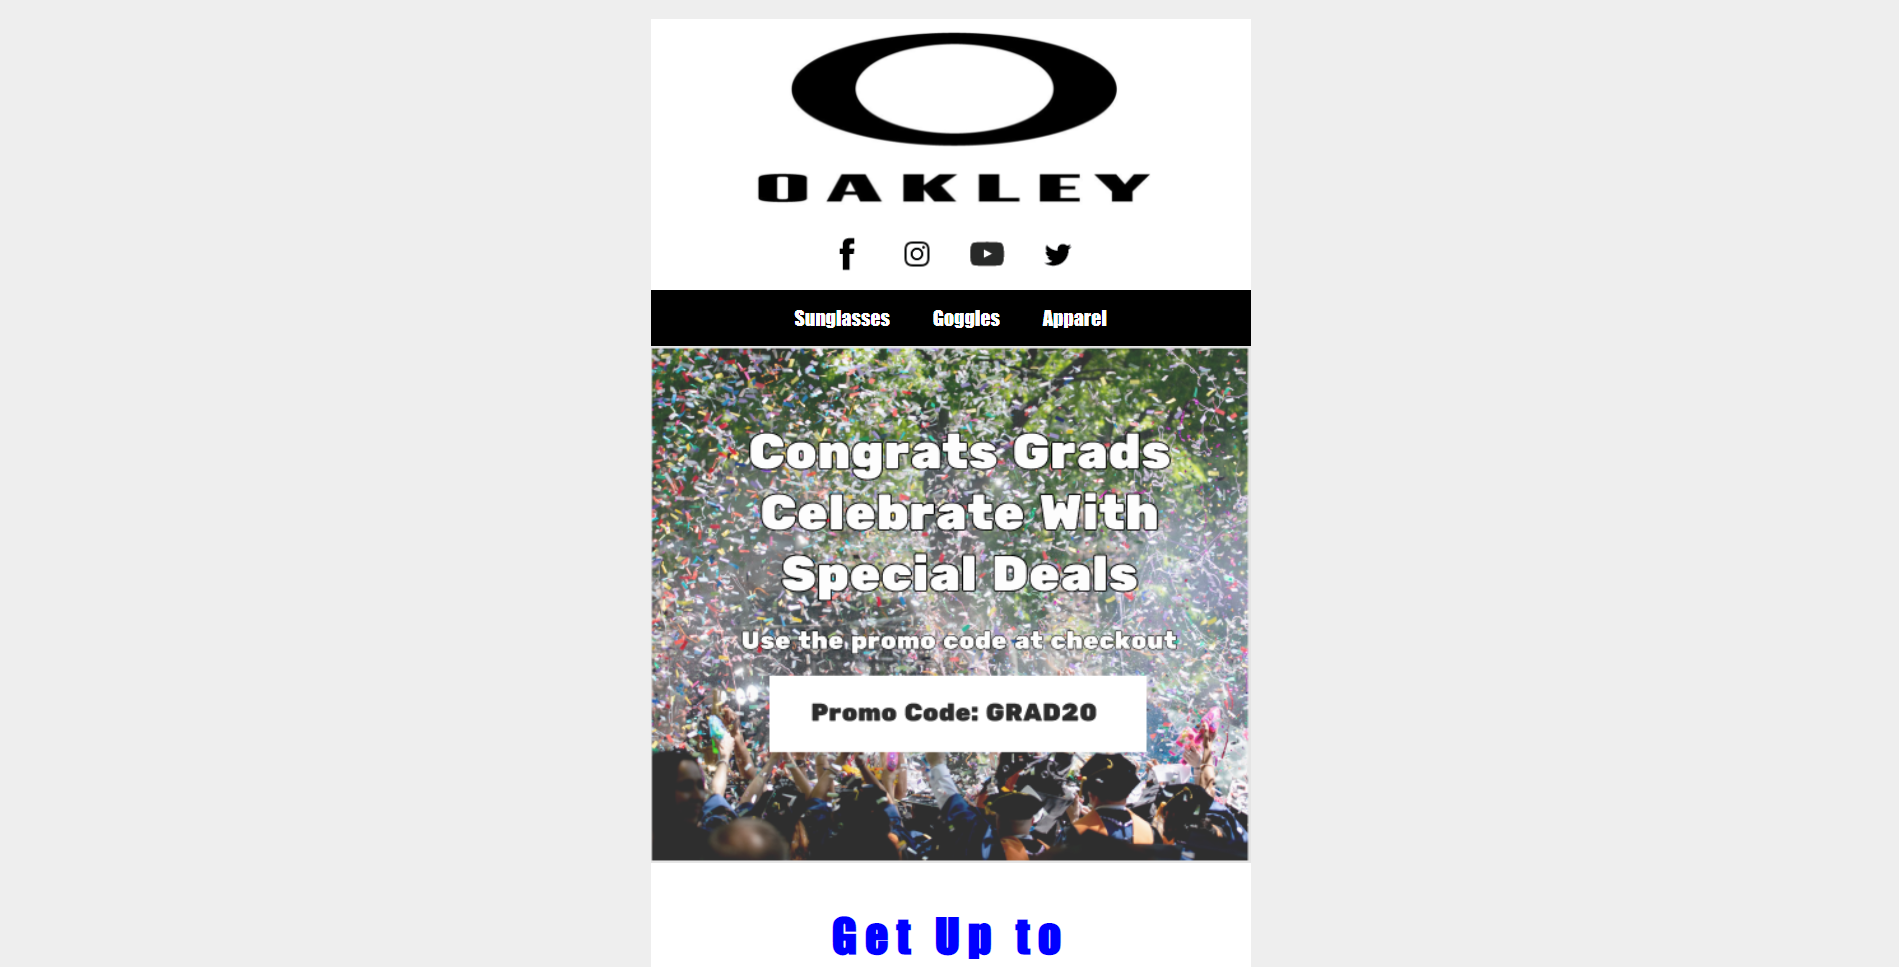 OAKLEY
Sunglasses Goggles Apparel
Congrats Grads
Celebrate With
Special Deals
Use the promo code at checkout
Promo Code: GRAD20
Get Up to